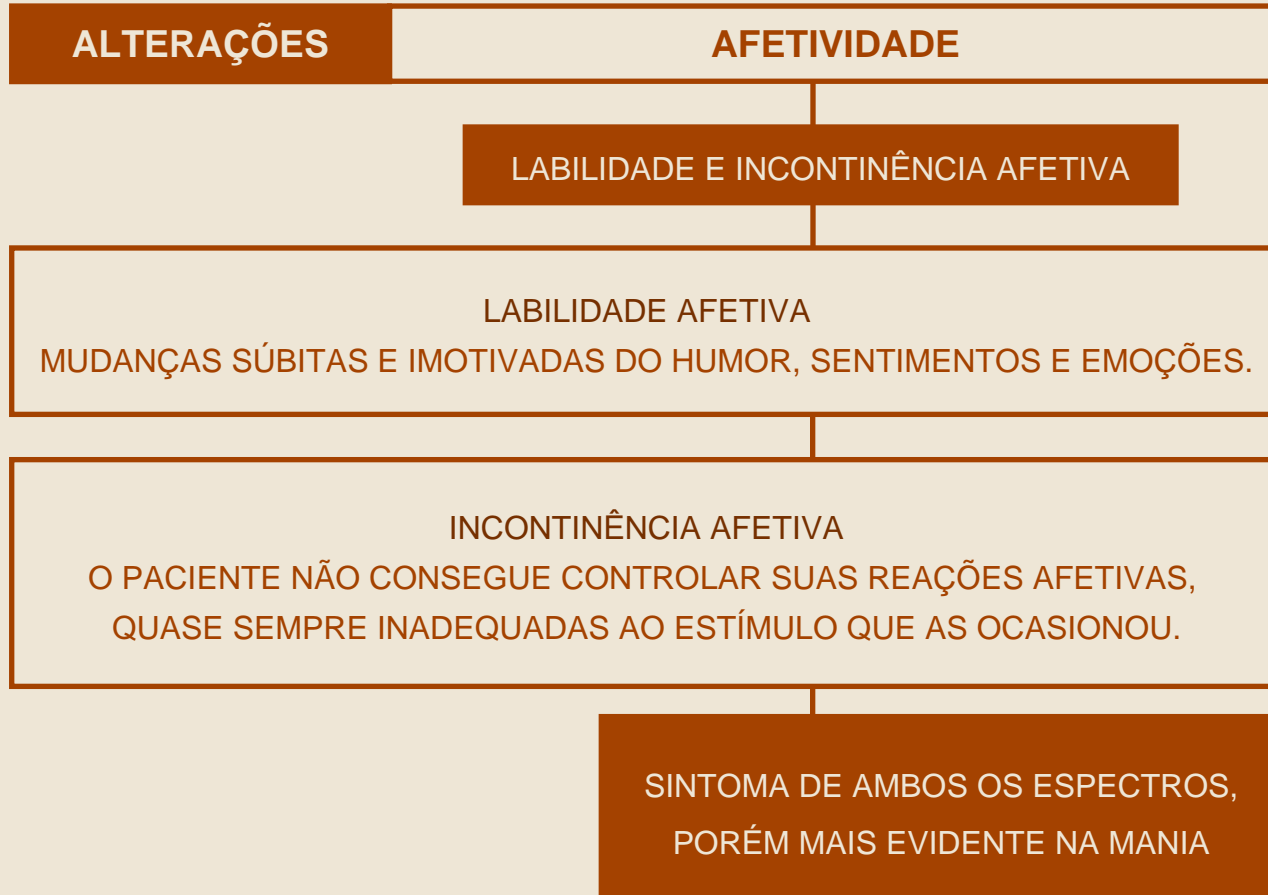 ALTERAÇÕES
AFETIVIDADE
LABILIDADE E INCONTINÊNCIA AFETIVA
LABILIDADE AFETIVA
MUDANÇAS SÚBITAS E IMOTIVADAS DO HUMOR, SENTIMENTOS E EMOÇÕES.
INCONTINÊNCIA AFETIVA
O PACIENTE NÃO CONSEGUE CONTROLAR SUAS REAÇÕES AFETIVAS,
QUASE SEMPRE INADEQUADAS AO ESTÍMULO QUE AS OCASIONOU.
SINTOMA DE AMBOS OS ESPECTROS,
PORÉM MAIS EVIDENTE NA MANIA